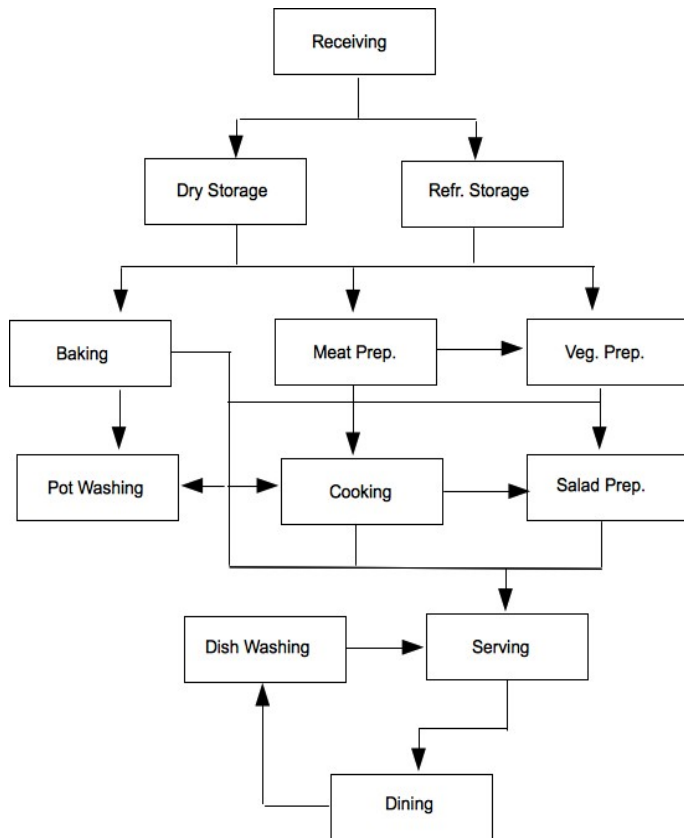 Receiving
Dry Storage
Refr. Storage
Baking
Meat Prep.
Veg. Prep.
Pot Washing
Cooking
Salad Prep.
Dish Washing
Serving
Dining